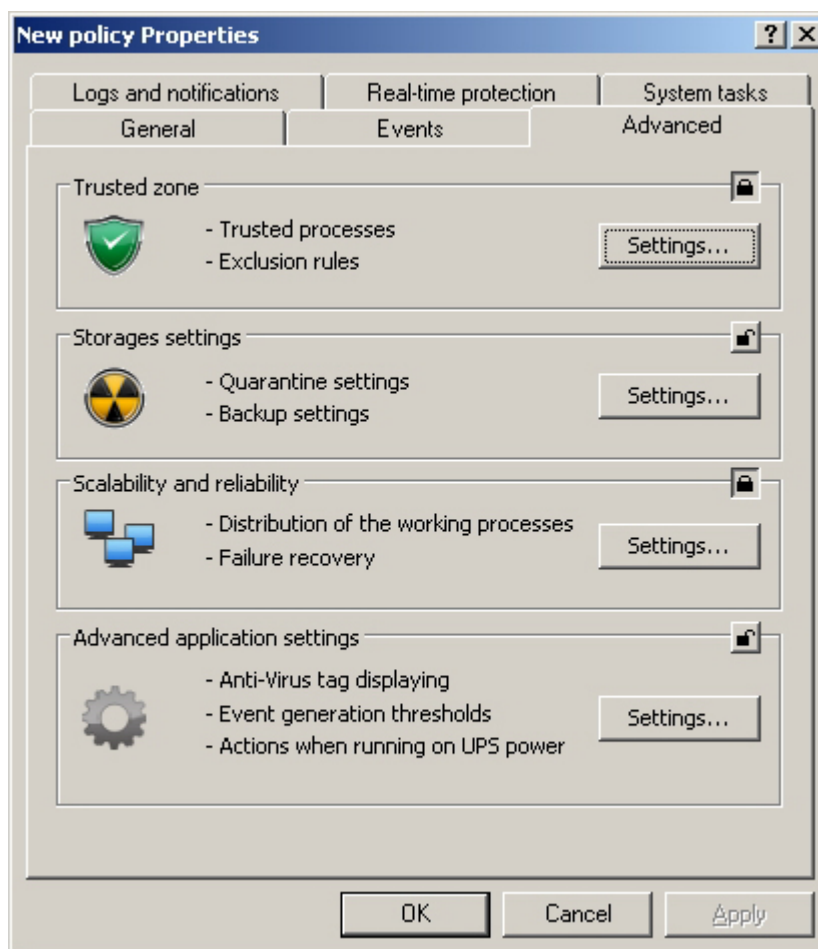 New policy Properties
Logs and notifications Real-time protection System tasks
General Events Advanced
Trusted zone
- Trusted processes
- Exclusion rules
Settings...
Storages settings
- Quarantine settings
- Backup settings
Settings...
Scalability and reliability
- Distribution of the working processes
- Failure recovery
Settings...
Advanced application settings
- Anti-Virus tag displaying
- Event generation thresholds
- Actions when running on UPS power
Settings...
OK Cancel Apply